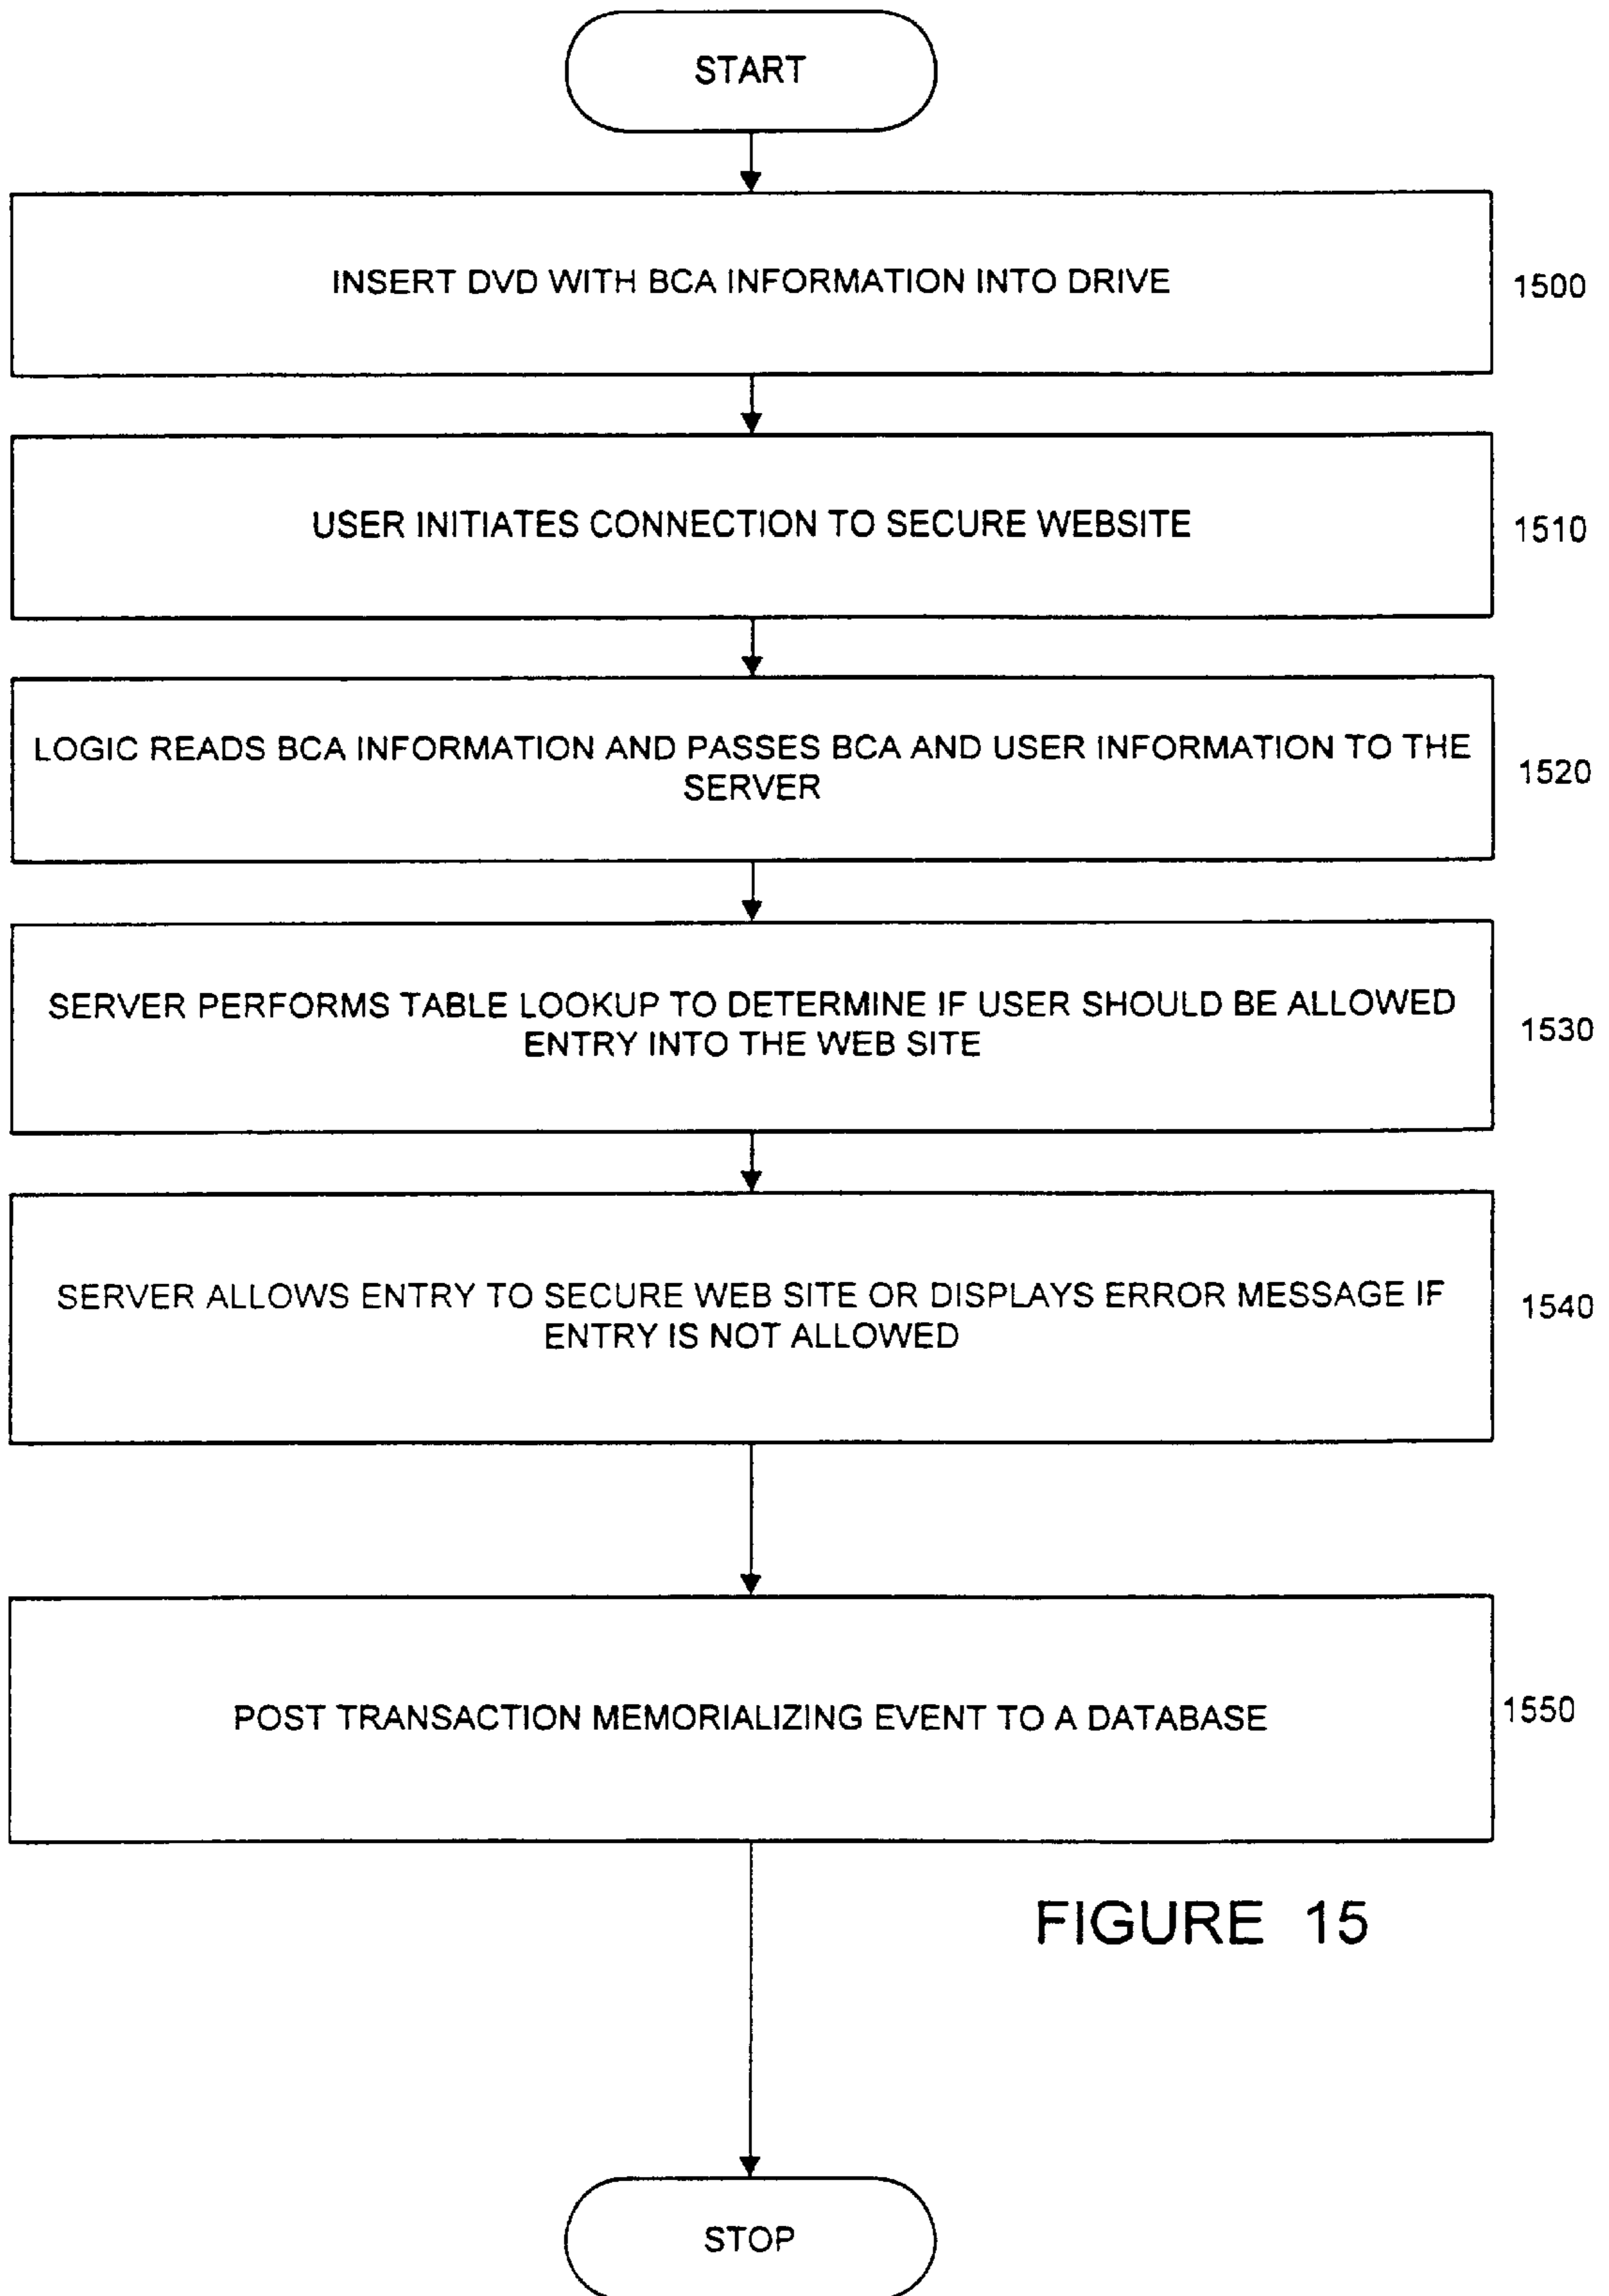 START
INSERT DVD WITH BCA INFORMATION INTO DRIVE
1500
USER INITIATES CONNECTION TO SECURE WEBSITE
1510
LOGIC READS BCA INFORMATION AND PASSES BCA AND USER INFORMATION TO THE
SERVER
1520
SERVER PERFORMS TABLE LOOKUP TO DETERMINE IF USER SHOULD BE ALLOWED
ENTRY INTO THE WEB SITE
1530
SERVER ALLOWS ENTRY TO SECURE WEB SITE OR DISPLAYS ERROR MESSAGE IF
ENTRY IS NOT ALLOWED
1540
POST TRANSACTION MEMORIALIZING EVENT TO A DATABASE
1550
FIGURE 15
STOP